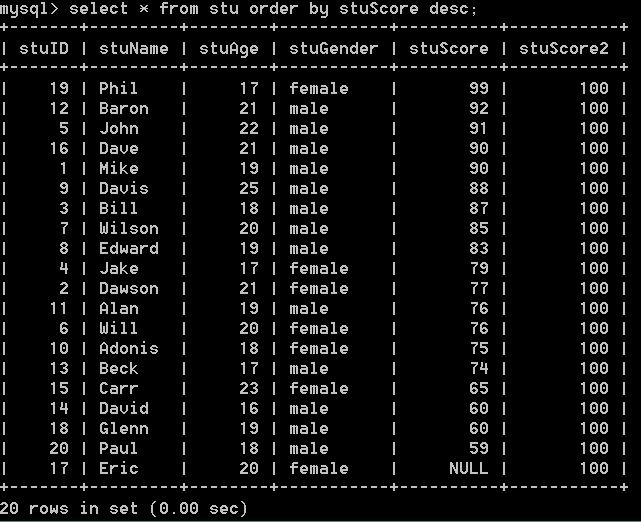 mysql> select * from stu order by stuScore desc;
+-------+---------+--------+-----------+----------+-----------+
| stuID | stuName | stuAge | stuGender | stuScore | stuScore2 |
+-------+---------+--------+-----------+----------+-----------+
| 19 | Phil | 17 | female | 99 | 100 |
| 12 | Baron | 21 | male | 92 | 100 |
| 5 | John | 22 | male | 91 | 100 |
| 16 | Dave | 21 | male | 90 | 100 |
| 1 | Mike | 19 | male | 90 | 100 |
| 9 | Davis | 25 | male | 88 | 100 |
| 3 | Bill | 18 | male | 87 | 100 |
| 7 | Wilson | 20 | male | 85 | 100 |
| 8 | Edward | 19 | male | 83 | 100 |
| 4 | Jake | 17 | female | 79 | 100 |
| 2 | Dawson | 21 | female | 77 | 100 |
| 11 | Alan | 19 | male | 76 | 100 |
| 6 | Will | 20 | female | 76 | 100 |
| 10 | Adonis | 18 | female | 75 | 100 |
| 13 | Beck | 17 | male | 74 | 100 |
| 15 | Carr | 23 | female | 65 | 100 |
| 14 | David | 16 | male | 60 | 100 |
| 18 | Glenn | 19 | male | 60 | 100 |
| 20 | Paul | 18 | male | 59 | 100 |
| 17 | Eric | 20 | female | NULL | 100 |
+-------+---------+--------+-----------+----------+-----------+
20 rows in set (0.00 sec)